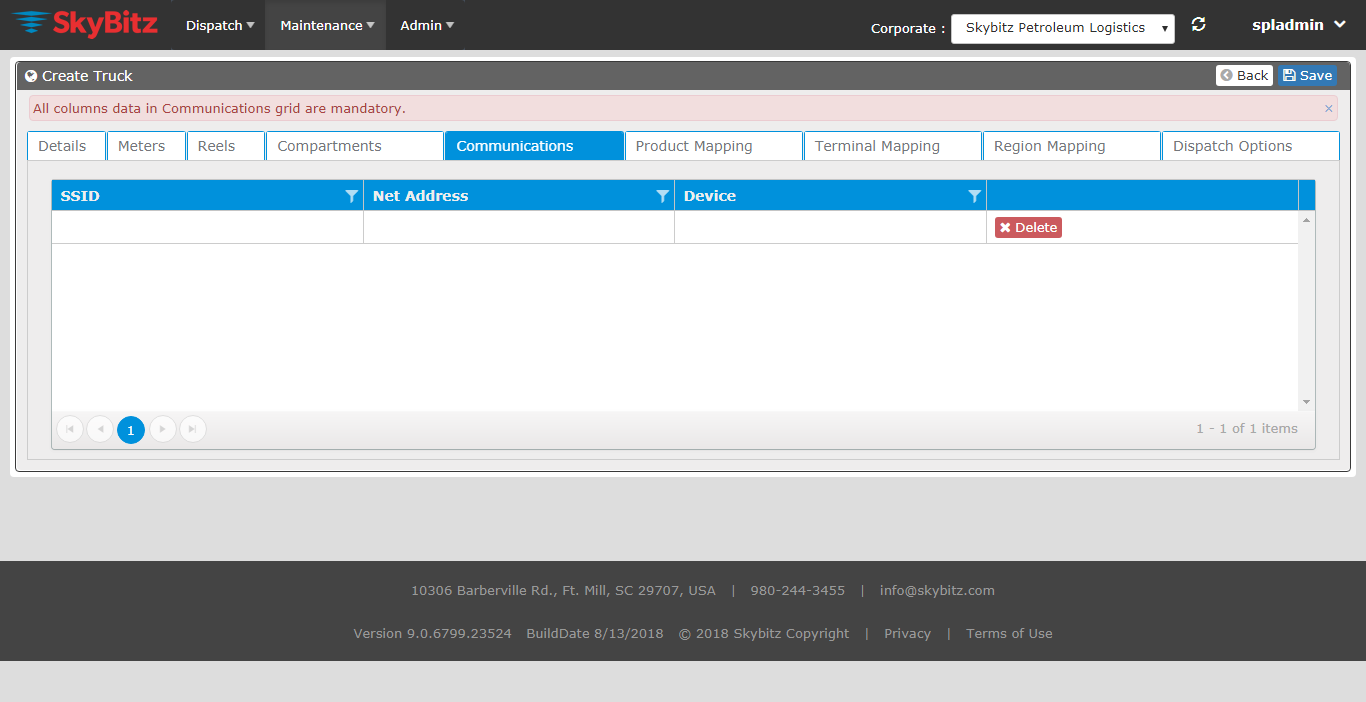 SkyBitz Dispatch Maintenance Admin Corporate : Skybitz Petroleum Logistics spladmin
Create Truck Back Save
All columns data in Communications grid are mandatory. ×
Details Meters Reels Compartments Communications Product Mapping Terminal Mapping Region Mapping Dispatch Options
SSID Net Address Device
Delete
1 1 - 1 of 1 items
10306 Barberville Rd., Ft. Mill, SC 29707, USA | 980-244-3455 | info@skybitz.com
Version 9.0.6799.23524 BuildDate 8/13/2018 © 2018 Skybitz Copyright | Privacy | Terms of Use